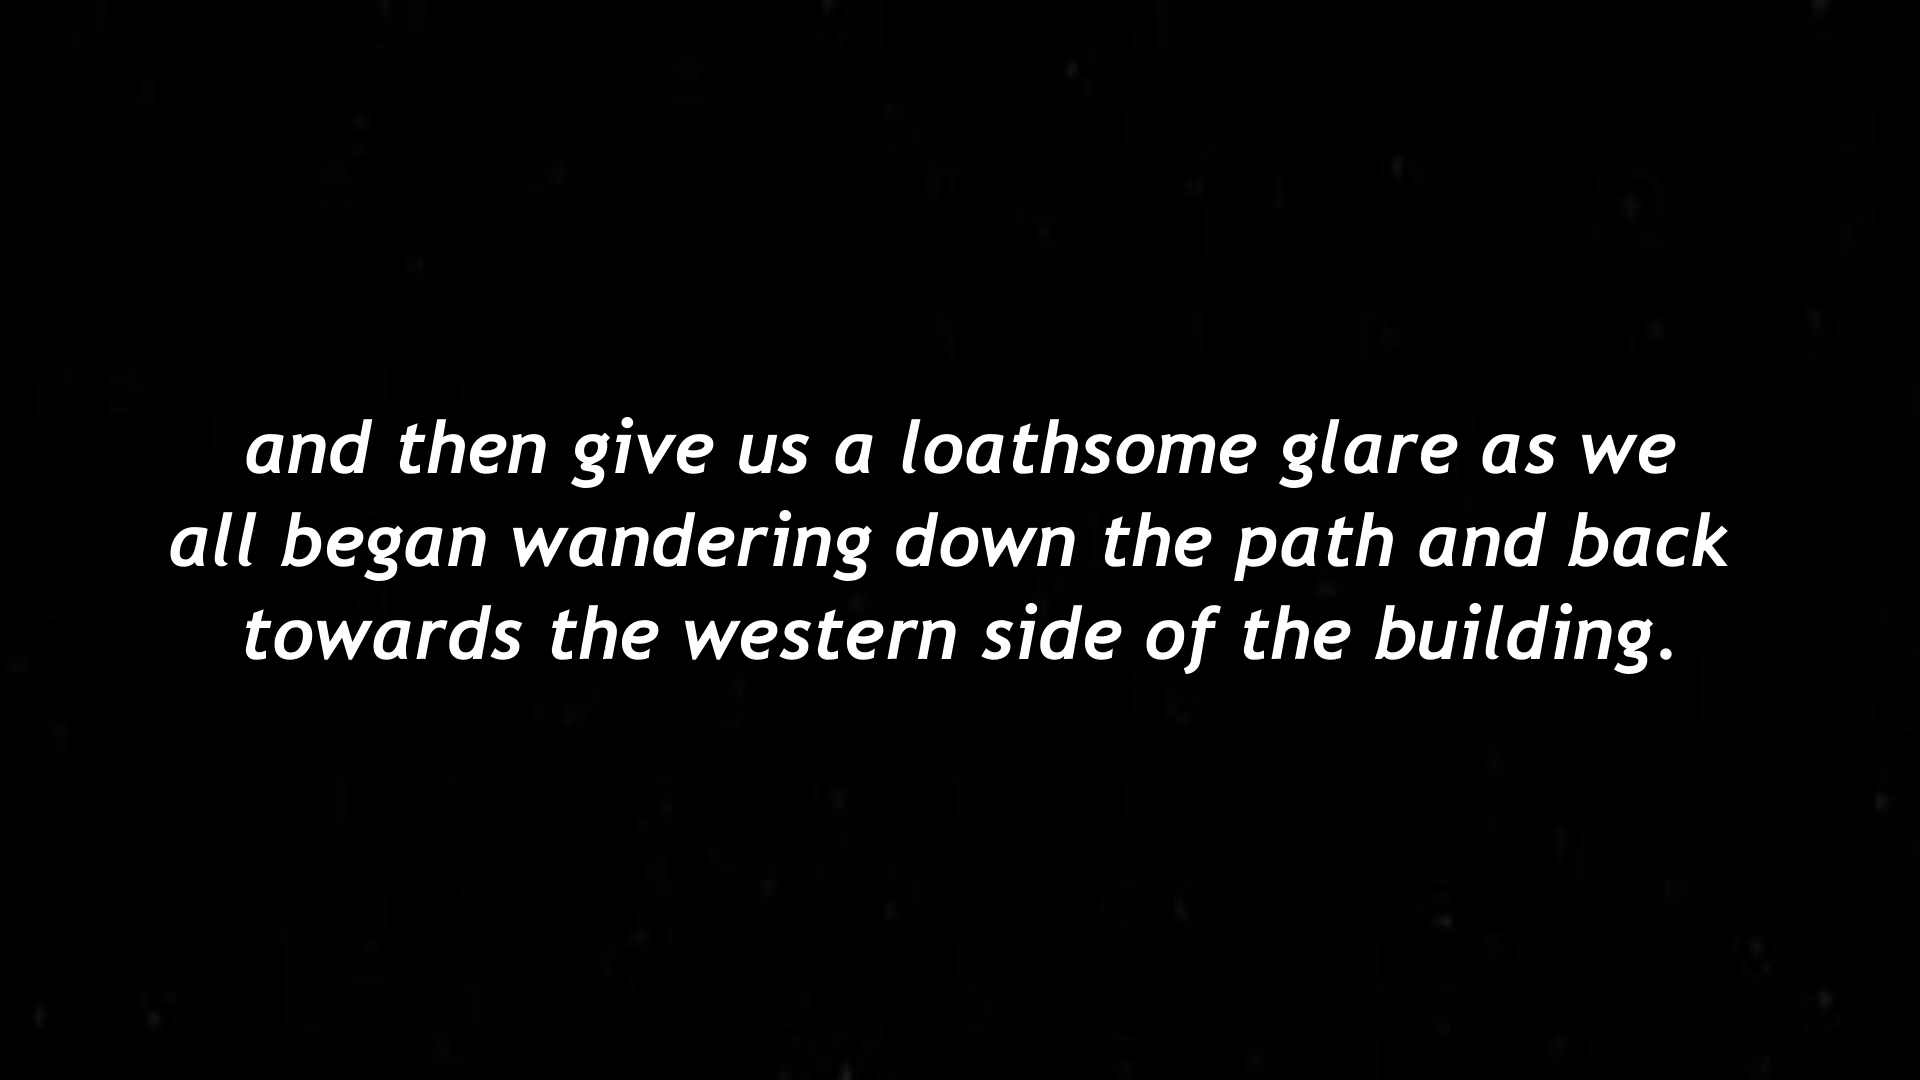 and then give us a loathsome glare as we
all began wandering down the path and back
towards the western side of the building.